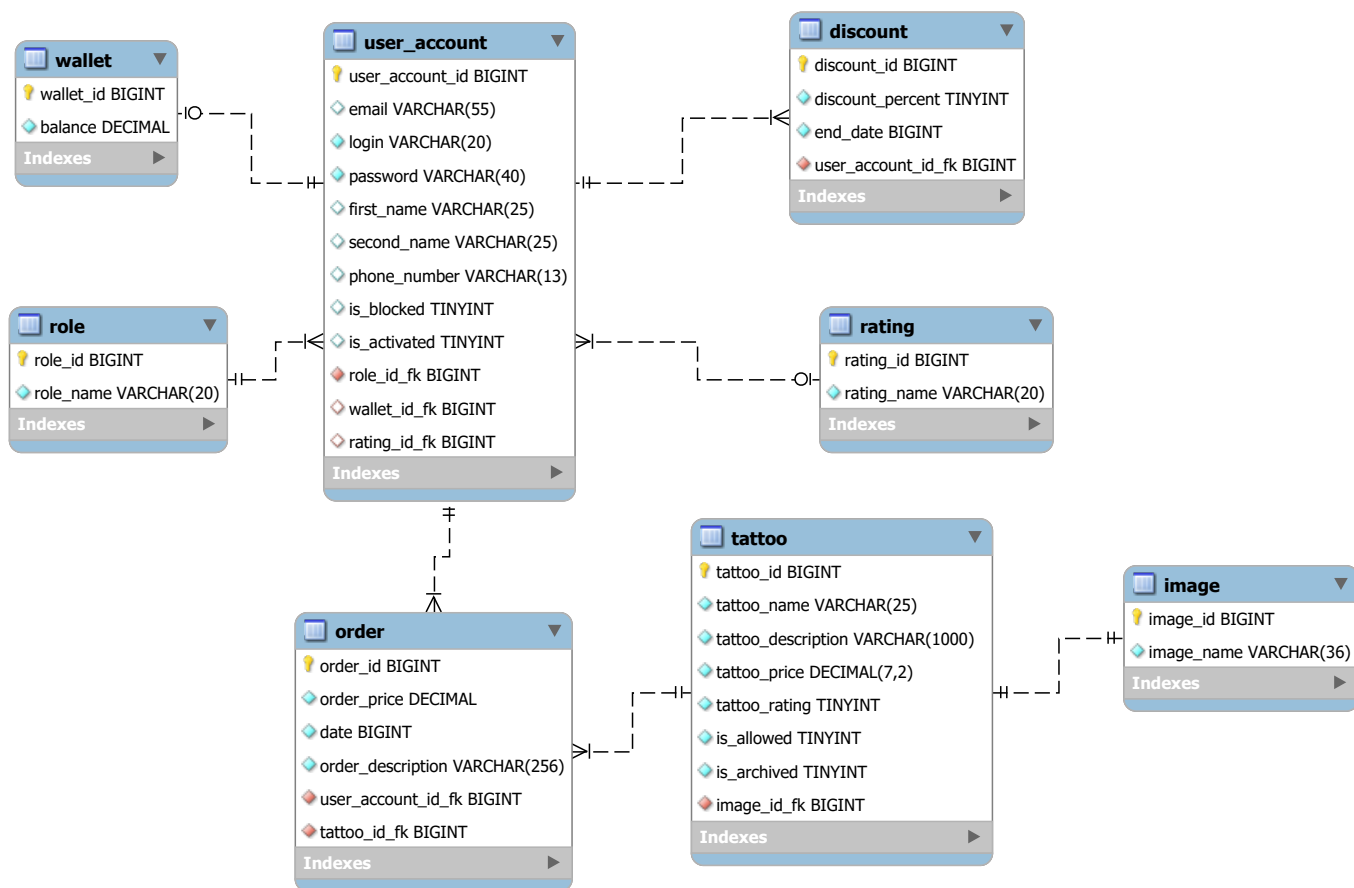 wallet
wallet_id BIGINT
balance DECIMAL
Indexes
user_account
user_account_id BIGINT
email VARCHAR(55)
login VARCHAR(20)
password VARCHAR(40)
first_name VARCHAR(25)
second_name VARCHAR(25)
phone_number VARCHAR(13)
is_blocked TINYINT
is_activated TINYINT
role_id_fk BIGINT
wallet_id_fk BIGINT
rating_id_fk BIGINT
Indexes
discount
discount_id BIGINT
discount_percent TINYINT
end_date BIGINT
user_account_id_fk BIGINT
Indexes
role
role_id BIGINT
role_name VARCHAR(20)
Indexes
rating
rating_id BIGINT
rating_name VARCHAR(20)
Indexes
order
order_id BIGINT
order_price DECIMAL
date BIGINT
order_description VARCHAR(256)
user_account_id_fk BIGINT
tattoo_id_fk BIGINT
Indexes
tattoo
tattoo_id BIGINT
tattoo_name VARCHAR(25)
tattoo_description VARCHAR(1000)
tattoo_price DECIMAL(7,2)
tattoo_rating TINYINT
is_allowed TINYINT
is_archived TINYINT
image_id_fk BIGINT
Indexes
image
image_id BIGINT
image_name VARCHAR(36)
Indexes